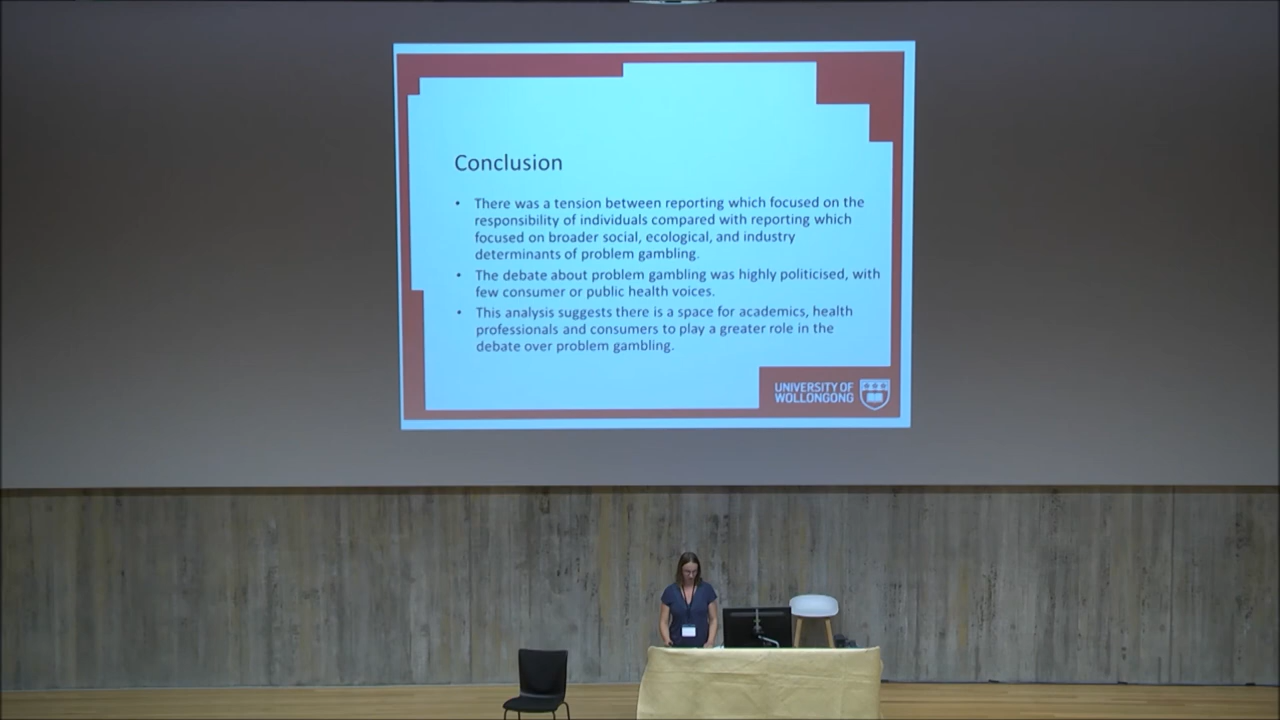 Conclusion
• There was a tension between reporting which focused on the
responsibility of individuals compared with reporting which
focused on broader social, ecological, and industry
determinants of problem gambling.
• The debate about problem gambling was highly politicised, with
few consumer or public health voices.
• This analysis suggests there is a space for academics, health
professionals and consumers to play a greater role in the
debate over problem gambling.
UNIVERSITY OF
WOLLONGONG